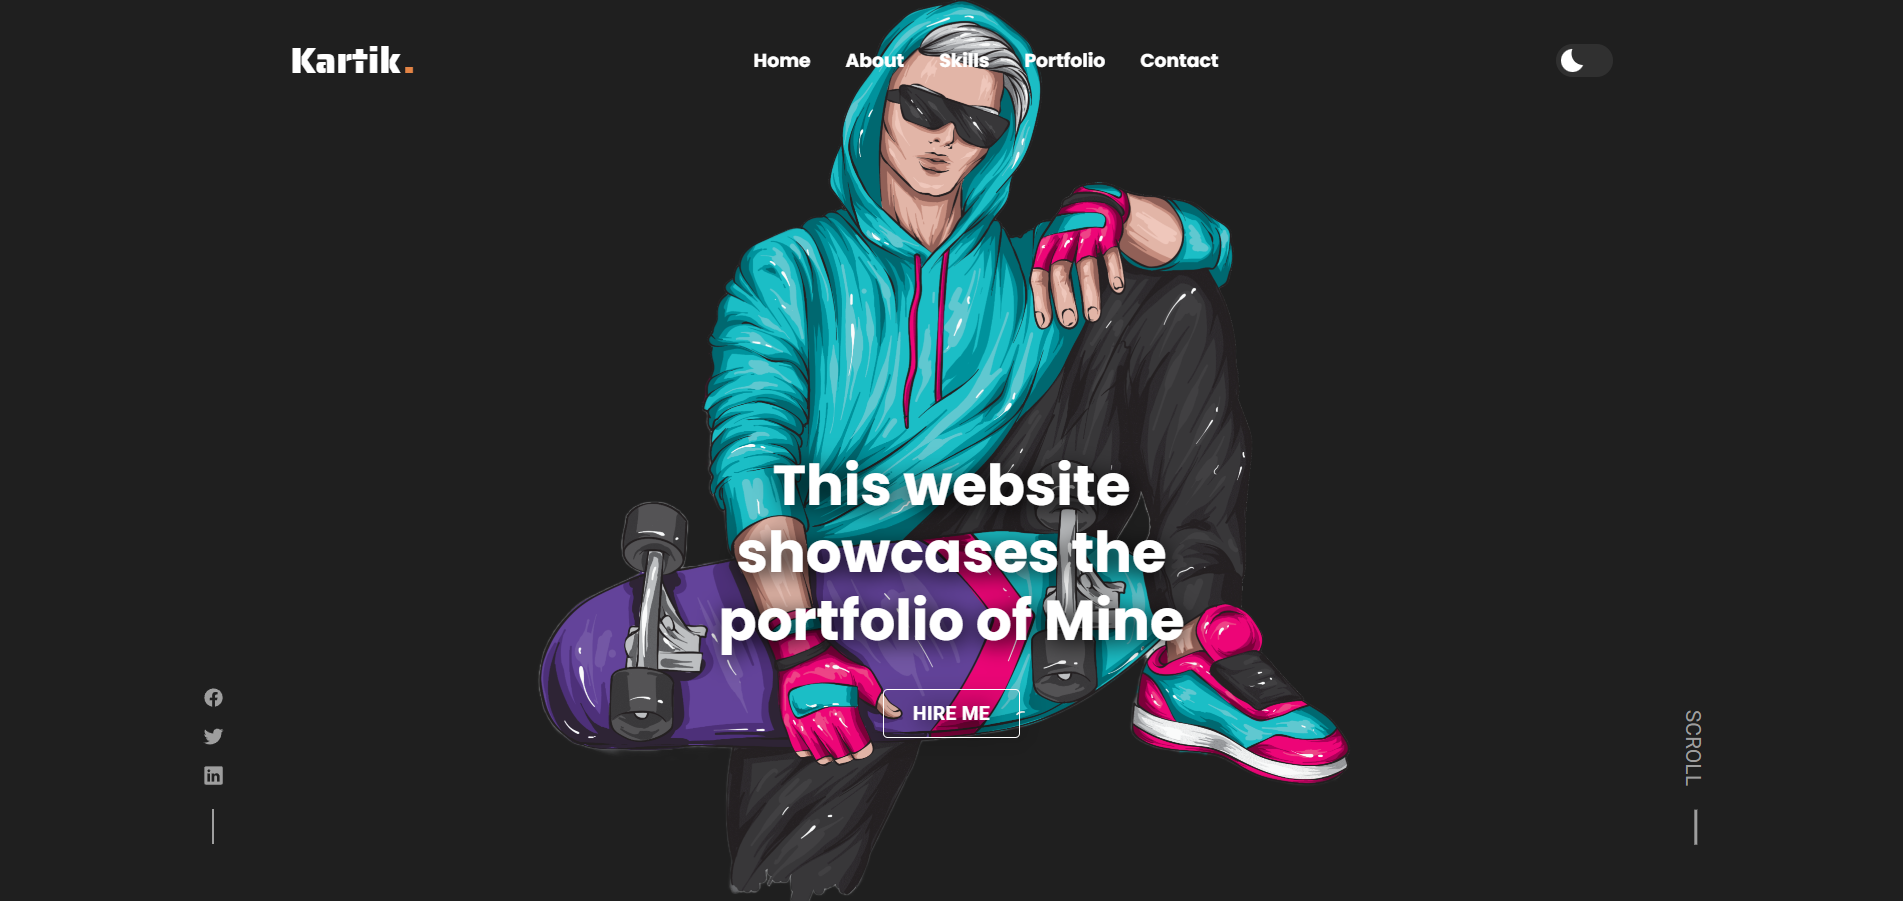 Kartik.
Home About Skills Portfolio Contact
This website
showcases the
portfolio of Mine
HIRE ME
SCROLL